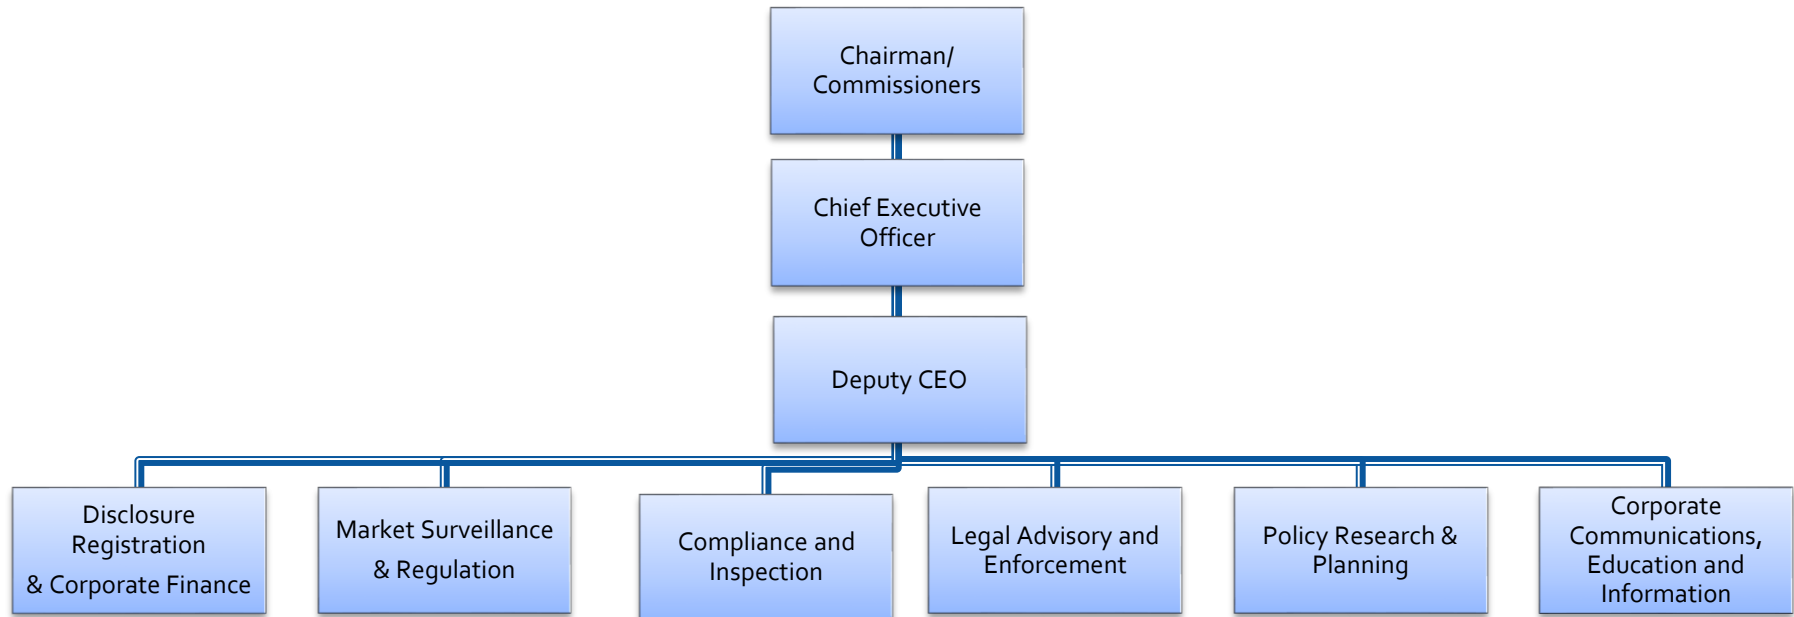 Chairman/
Commissioners
Chief Executive
Officer
Deputy CEO
Disclosure
Registration
& Corporate Finance
Market Surveillance
& Regulation
Compliance and
Inspection
Legal Advisory and
Enforcement
Policy Research &
Planning
Corporate
Communications,
Education and
Information